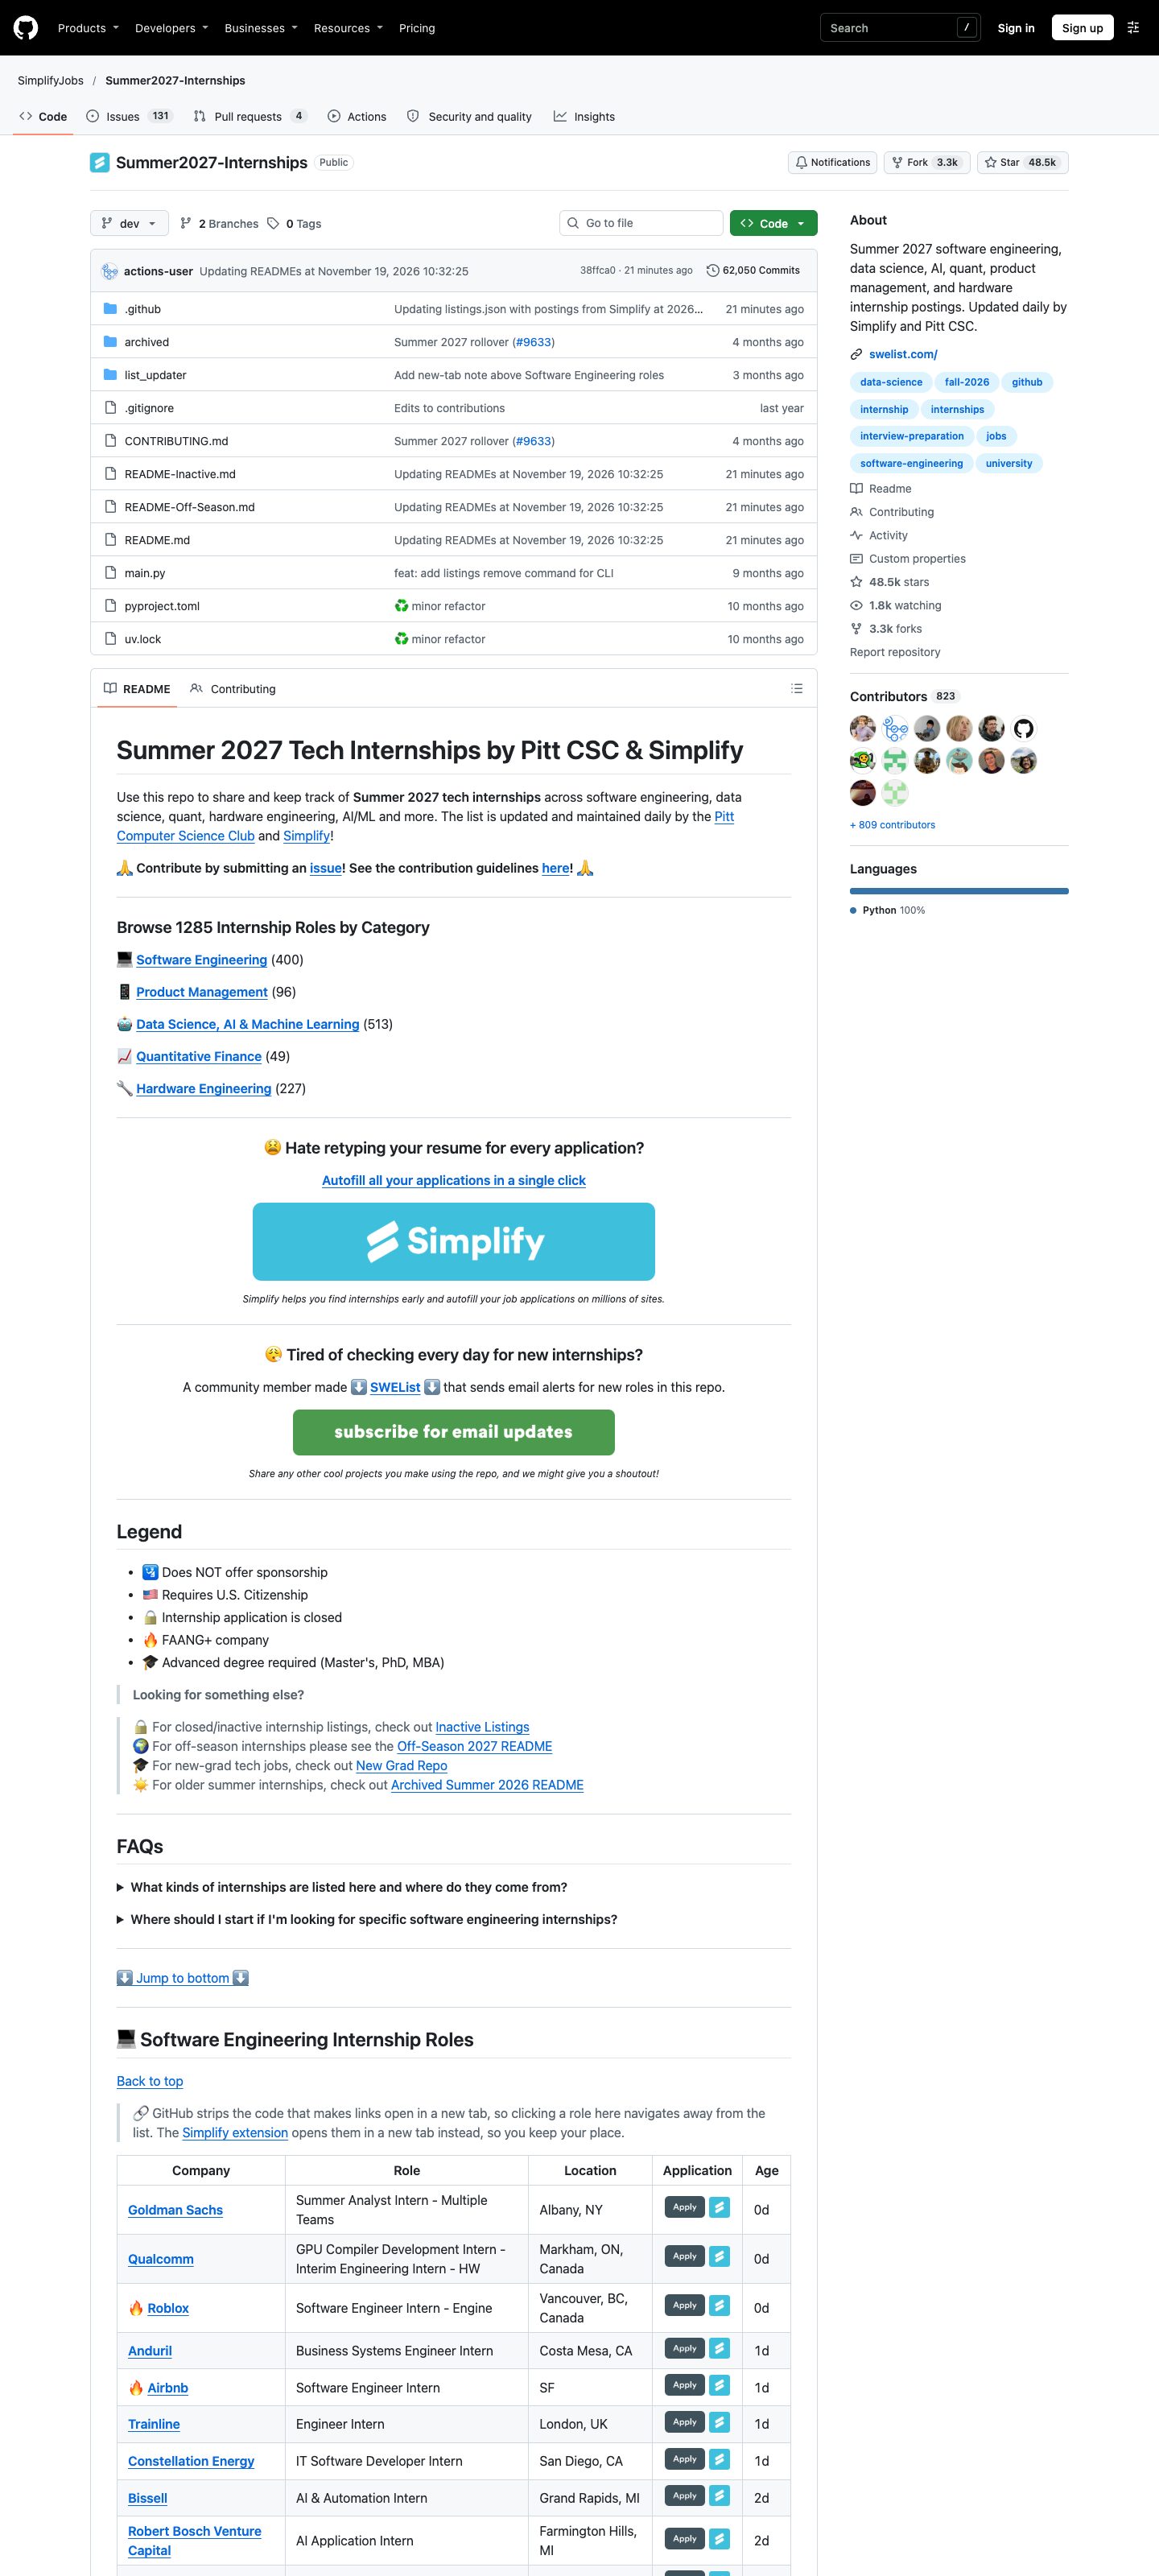 Products Developers Businesses Resources Pricing Search / Sign in Sign up
SimplifyJobs / Summer2027-Internships
Code Issues 131 Pull requests 4 Actions Security and quality Insights
Summer2027-Internships Public Notifications Fork 3.3k Star 48.5k
dev 2 Branches 0 Tags Go to file Code
actions-user Updating READMEs at November 19, 2026 10:32:25 38ffca0 · 21 minutes ago 62,050 Commits
.github Updating listings.json with postings from Simplify at 2026... 21 minutes ago
archived Summer 2027 rollover (#9633) 4 months ago
list_updater Add new-tab note above Software Engineering roles 3 months ago
.gitignore Edits to contributions last year
CONTRIBUTING.md Summer 2027 rollover (#9633) 4 months ago
README-Inactive.md Updating READMEs at November 19, 2026 10:32:25 21 minutes ago
README-Off-Season.md Updating READMEs at November 19, 2026 10:32:25 21 minutes ago
README.md Updating READMEs at November 19, 2026 10:32:25 21 minutes ago
main.py feat: add listings remove command for CLI 9 months ago
pyproject.toml ♻️ minor refactor 10 months ago
uv.lock ♻️ minor refactor 10 months ago
README Contributing
Summer 2027 Tech Internships by Pitt CSC & Simplify
Use this repo to share and keep track of Summer 2027 tech internships across software engineering, data
science, quant, hardware engineering, AI/ML and more. The list is updated and maintained daily by the Pitt
Computer Science Club and Simplify!
🙏 Contribute by submitting an issue! See the contribution guidelines here! 🙏
Browse 1285 Internship Roles by Category
💻 Software Engineering (400)
📱 Product Management (96)
🤖 Data Science, AI & Machine Learning (513)
📈 Quantitative Finance (49)
🔧 Hardware Engineering (227)
😫 Hate retyping your resume for every application?
Autofill all your applications in a single click
Simplify
Simplify helps you find internships early and autofill your job applications on millions of sites.
😮‍💨 Tired of checking every day for new internships?
A community member made ⬇️ SWEList ⬇️ that sends email alerts for new roles in this repo.
subscribe for email updates
Share any other cool projects you make using the repo, and we might give you a shoutout!
Legend
• 🛂 Does NOT offer sponsorship
• 🇺🇸 Requires U.S. Citizenship
• 🔒 Internship application is closed
• 🔥 FAANG+ company
• 🎓 Advanced degree required (Master's, PhD, MBA)
Looking for something else?
🔒 For closed/inactive internship listings, check out Inactive Listings
🌍 For off-season internships please see the Off-Season 2027 README
🎓 For new-grad tech jobs, check out New Grad Repo
☀️ For older summer internships, check out Archived Summer 2026 README
FAQs
▶ What kinds of internships are listed here and where do they come from?
▶ Where should I start if I'm looking for specific software engineering internships?
⬇️ Jump to bottom ⬇️
💻 Software Engineering Internship Roles
Back to top
🔗 GitHub strips the code that makes links open in a new tab, so clicking a role here navigates away from the
list. The Simplify extension opens them in a new tab instead, so you keep your place.
Company Role Location Application Age
Goldman Sachs Summer Analyst Intern - Multiple
Teams Albany, NY Apply 0d
Qualcomm GPU Compiler Development Intern -
Interim Engineering Intern - HW Markham, ON,
Canada Apply 0d
🔥 Roblox Software Engineer Intern - Engine Vancouver, BC,
Canada Apply 0d
Anduril Business Systems Engineer Intern Costa Mesa, CA Apply 1d
🔥 Airbnb Software Engineer Intern SF Apply 1d
Trainline Engineer Intern London, UK Apply 1d
Constellation Energy IT Software Developer Intern San Diego, CA Apply 1d
Bissell AI & Automation Intern Grand Rapids, MI Apply 2d
Robert Bosch Venture
Capital AI Application Intern Farmington Hills,
MI Apply 2d
About
Summer 2027 software engineering,
data science, AI, quant, product
management, and hardware
internship postings. Updated daily by
Simplify and Pitt CSC.
swelist.com/
data-science fall-2026 github
internship internships
interview-preparation jobs
software-engineering university
Readme
Contributing
Activity
Custom properties
48.5k stars
1.8k watching
3.3k forks
Report repository
Contributors 823
+ 809 contributors
Languages
Python 100%